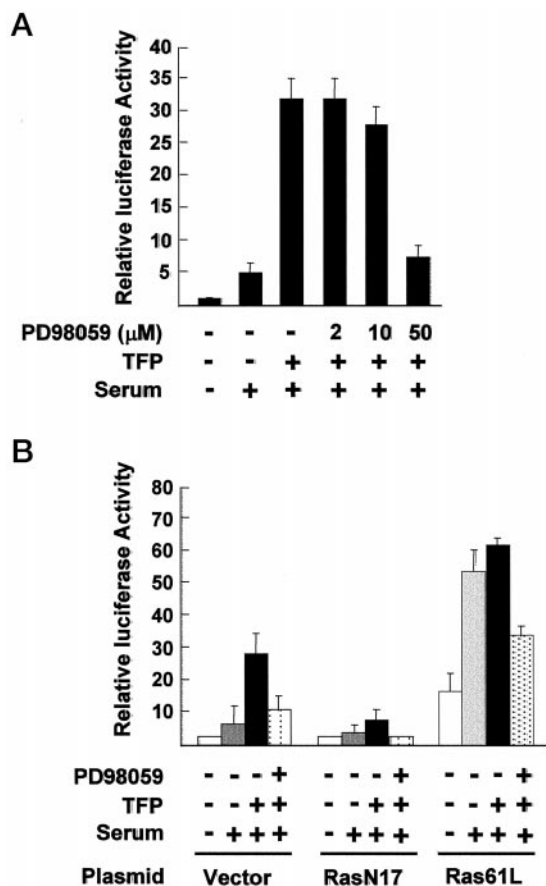 A
Relative luciferase Activity
40
35
30
25
20
15
10
5
PD98059 (μM) - - - 2 10 50
TFP - - + + + +
Serum - + + + + +
B
Relative luciferase Activity
80
70
60
50
40
30
20
10
PD98059 - - - + - - - + - - - +
TFP - - + + - - + + - - + +
Serum - + + + - + + + - + + +
Plasmid Vector RasN17 Ras61L